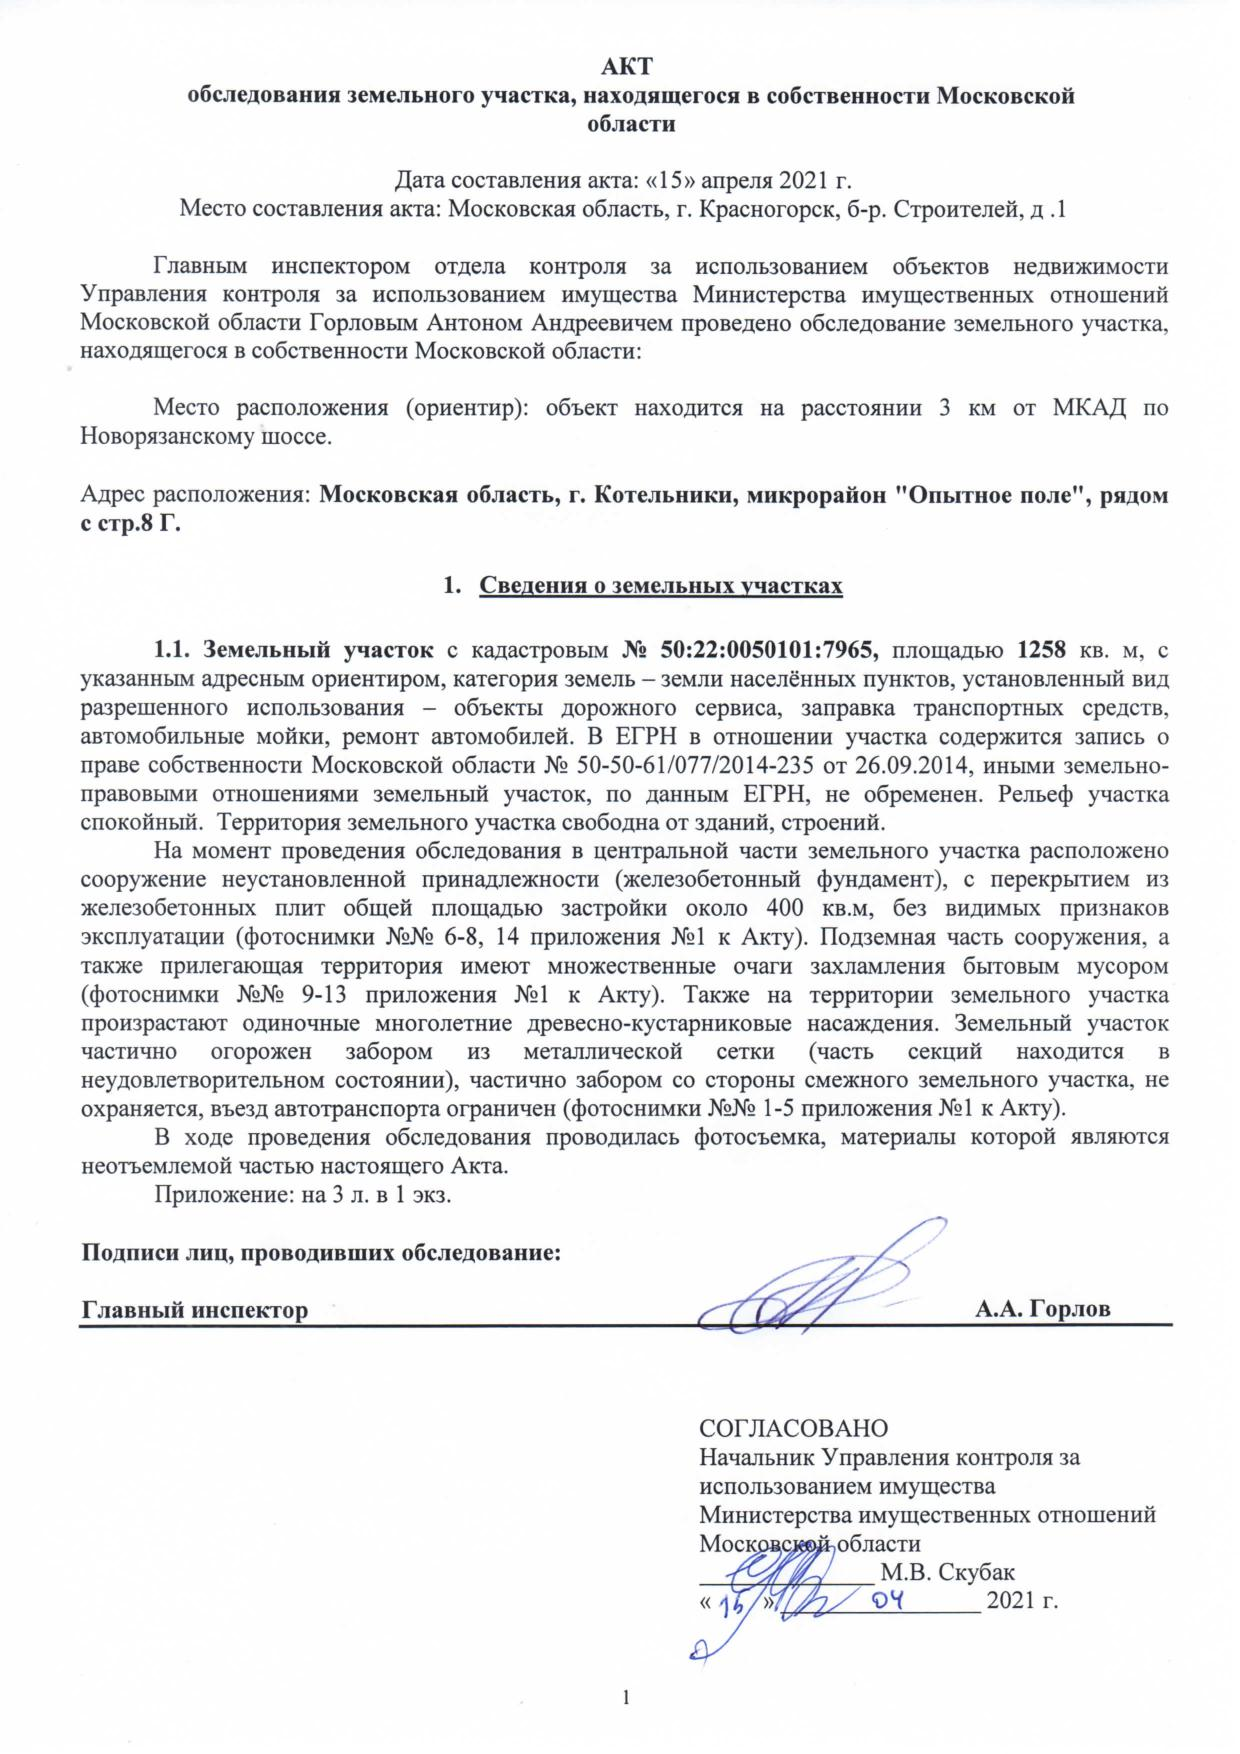 АКТ
обследования земельного участка, находящегося в собственности Московской
области
Дата составления акта: «15» апреля 2021 г.
Место составления акта: Московская область, г. Красногорск, б-р. Строителей, д .1
Главным инспектором отдела контроля за использованием объектов недвижимости
Управления контроля за использованием имущества Министерства имущественных отношений
Московской области Горловым Антоном Андреевичем проведено обследование земельного участка,
находящегося в собственности Московской области:
Место расположения (ориентир): объект находится на расстоянии 3 км от МКАД по
Новорязанскому шоссе.
Адрес расположения: Московская область, г. Котельники, микрорайон "Опытное поле", рядом
с стр.8 Г.
1. Сведения о земельных участках
1.1. Земельный участок с кадастровым № 50:22:0050101:7965, площадью 1258 кв. м, с
указанным адресным ориентиром, категория земель – земли населённых пунктов, установленный вид
разрешенного использования – объекты дорожного сервиса, заправка транспортных средств,
автомобильные мойки, ремонт автомобилей. В ЕГРН в отношении участка содержится запись о
праве собственности Московской области № 50-50-61/077/2014-235 от 26.09.2014, иными земельно-
правовыми отношениями земельный участок, по данным ЕГРН, не обременен. Рельеф участка
спокойный. Территория земельного участка свободна от зданий, строений.
На момент проведения обследования в центральной части земельного участка расположено
сооружение неустановленной принадлежности (железобетонный фундамент), с перекрытием из
железобетонных плит общей площадью застройки около 400 кв.м, без видимых признаков
эксплуатации (фотоснимки №№ 6-8, 14 приложения №1 к Акту). Подземная часть сооружения, а
также прилегающая территория имеют множественные очаги захламления бытовым мусором
(фотоснимки №№ 9-13 приложения №1 к Акту). Также на территории земельного участка
произрастают одиночные многолетние древесно-кустарниковые насаждения. Земельный участок
частично огорожен забором из металлической сетки (часть секций находится в
неудовлетворительном состоянии), частично забором со стороны смежного земельного участка, не
охраняется, въезд автотранспорта ограничен (фотоснимки №№ 1-5 приложения №1 к Акту).
В ходе проведения обследования проводилась фотосъемка, материалы которой являются
неотъемлемой частью настоящего Акта.
Приложение: на 3 л. в 1 экз.
Подписи лиц, проводивших обследование:
Главный инспектор А.А. Горлов
СОГЛАСОВАНО
Начальник Управления контроля за
использованием имущества
Министерства имущественных отношений
Московской области
М.В. Скубак
« 15 » 04 2021 г.
1